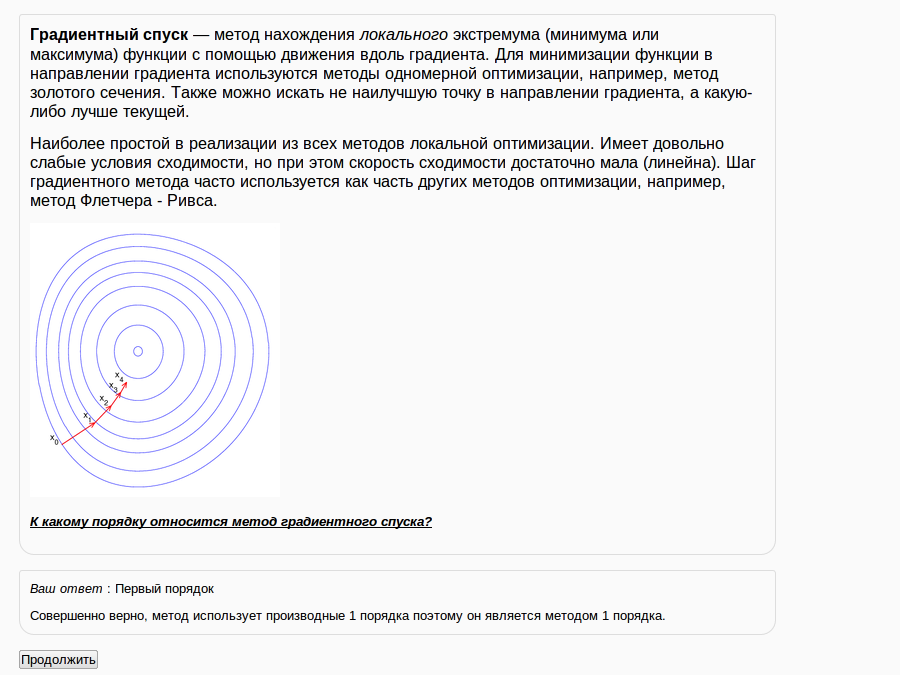 Градиентный спуск — метод нахождения локального экстремума (минимума или
максимума) функции с помощью движения вдоль градиента. Для минимизации функции в
направлении градиента используются методы одномерной оптимизации, например, метод
золотого сечения. Также можно искать не наилучшую точку в направлении градиента, а какую-
либо лучше текущей.
Наиболее простой в реализации из всех методов локальной оптимизации. Имеет довольно
слабые условия сходимости, но при этом скорость сходимости достаточно мала (линейна). Шаг
градиентного метода часто используется как часть других методов оптимизации, например,
метод Флетчера - Ривса.
x4
x3
x2
x1
x0
К какому порядку относится метод градиентного спуска?
Ваш ответ : Первый порядок
Совершенно верно, метод использует производные 1 порядка поэтому он является методом 1 порядка.
Продолжить